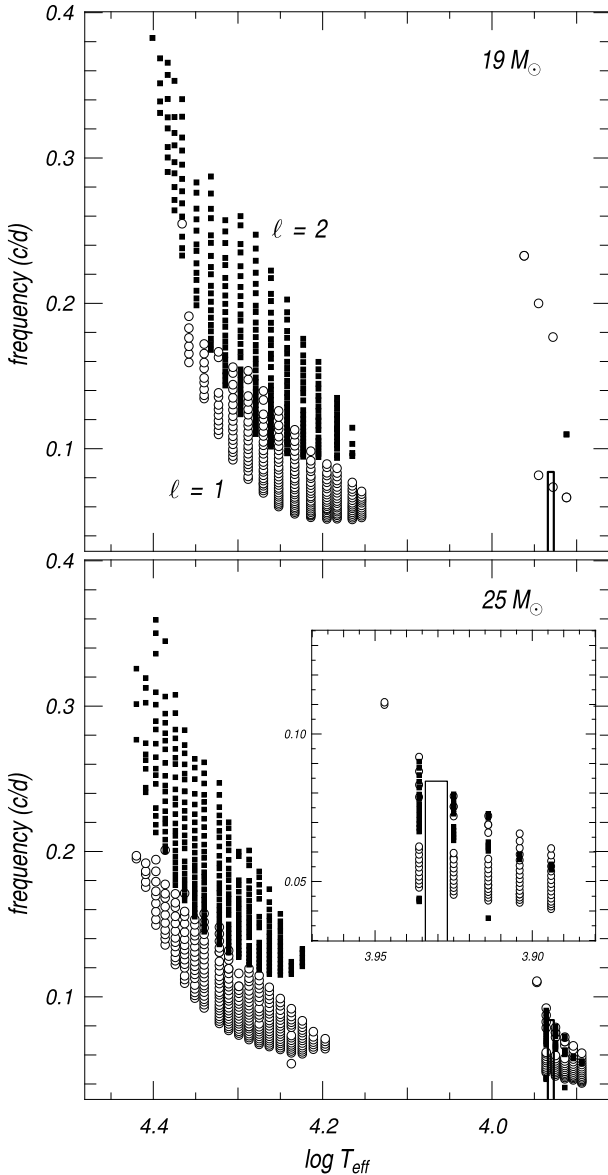 0.4
19 M☉
0.3
frequency (c/d)
ℓ = 2
0.2
0.1
ℓ = 1
0.4
25 M☉
0.3
frequency (c/d)
0.10
0.2
0.05
3.95 3.90
0.1
4.4 4.2 4.0
log T_eff